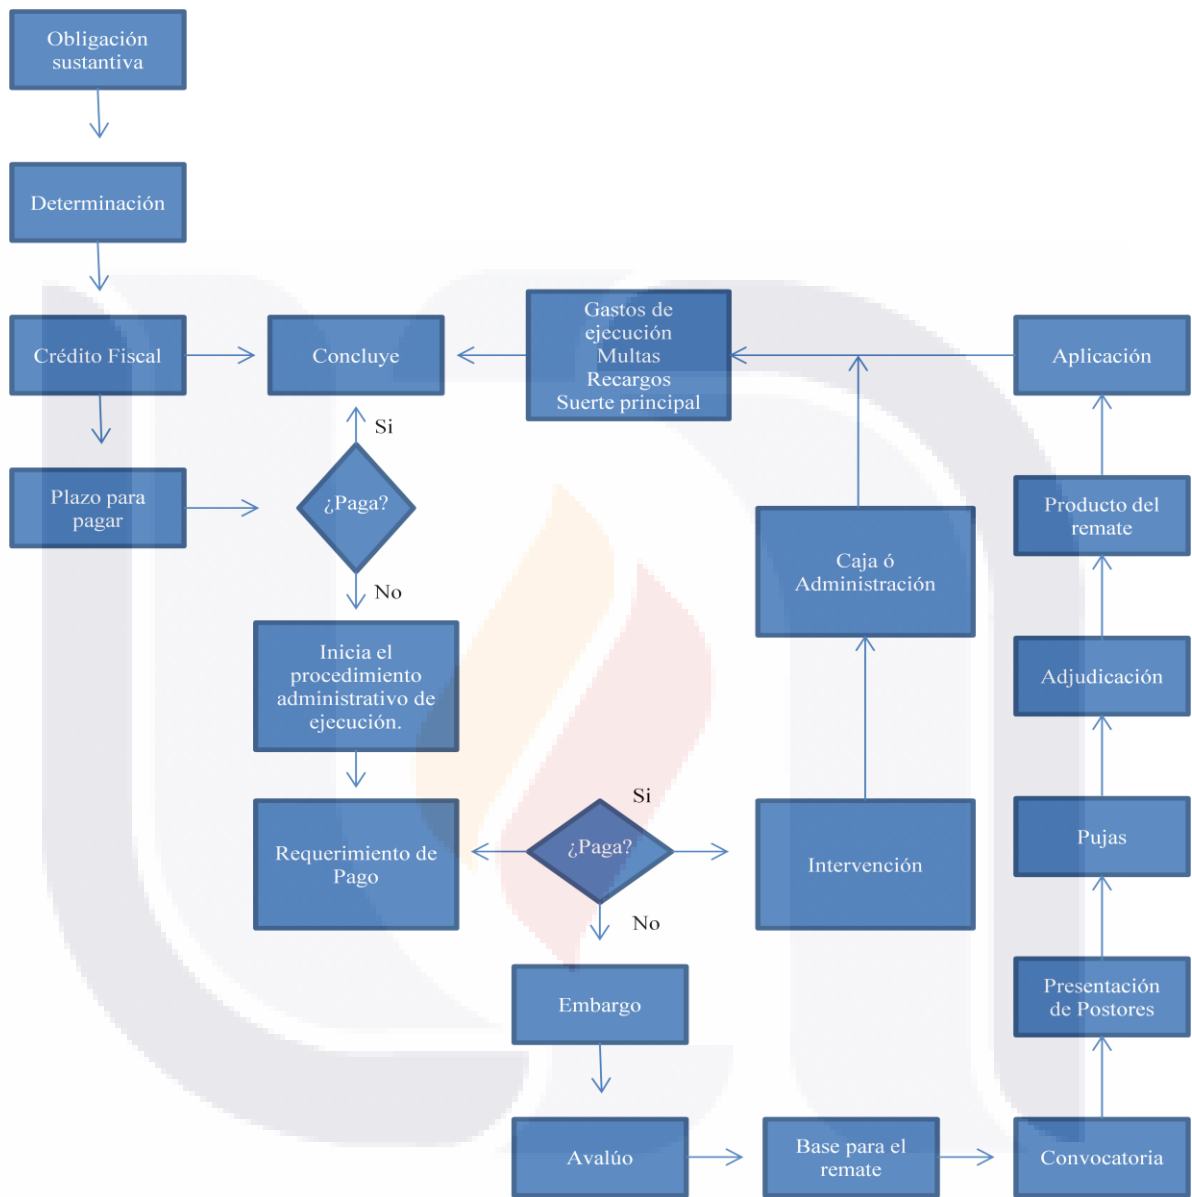 Obligación
sustantiva
Determinación
Crédito Fiscal
Concluye
Gastos de
ejecución
Multas
Recargos
Suerte principal
Aplicación
Si
Plazo para
pagar
¿Paga?
No
Caja ó
Administración
Producto del
remate
Inicia el
procedimiento
administrativo de
ejecución.
Adjudicación
Requerimiento de
Pago
Si
¿Paga?
No
Intervención
Pujas
Embargo
Presentación
de Postores
Avalúo
Base para el
remate
Convocatoria